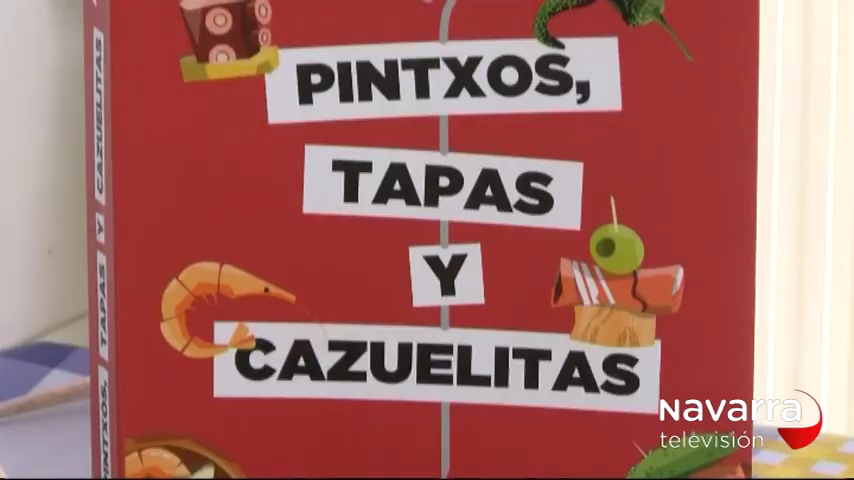 PINTXOS,
TAPAS
Y
CAZUELITAS
PINTXOS, TAPAS Y CAZUELITAS
Navarra
televisión